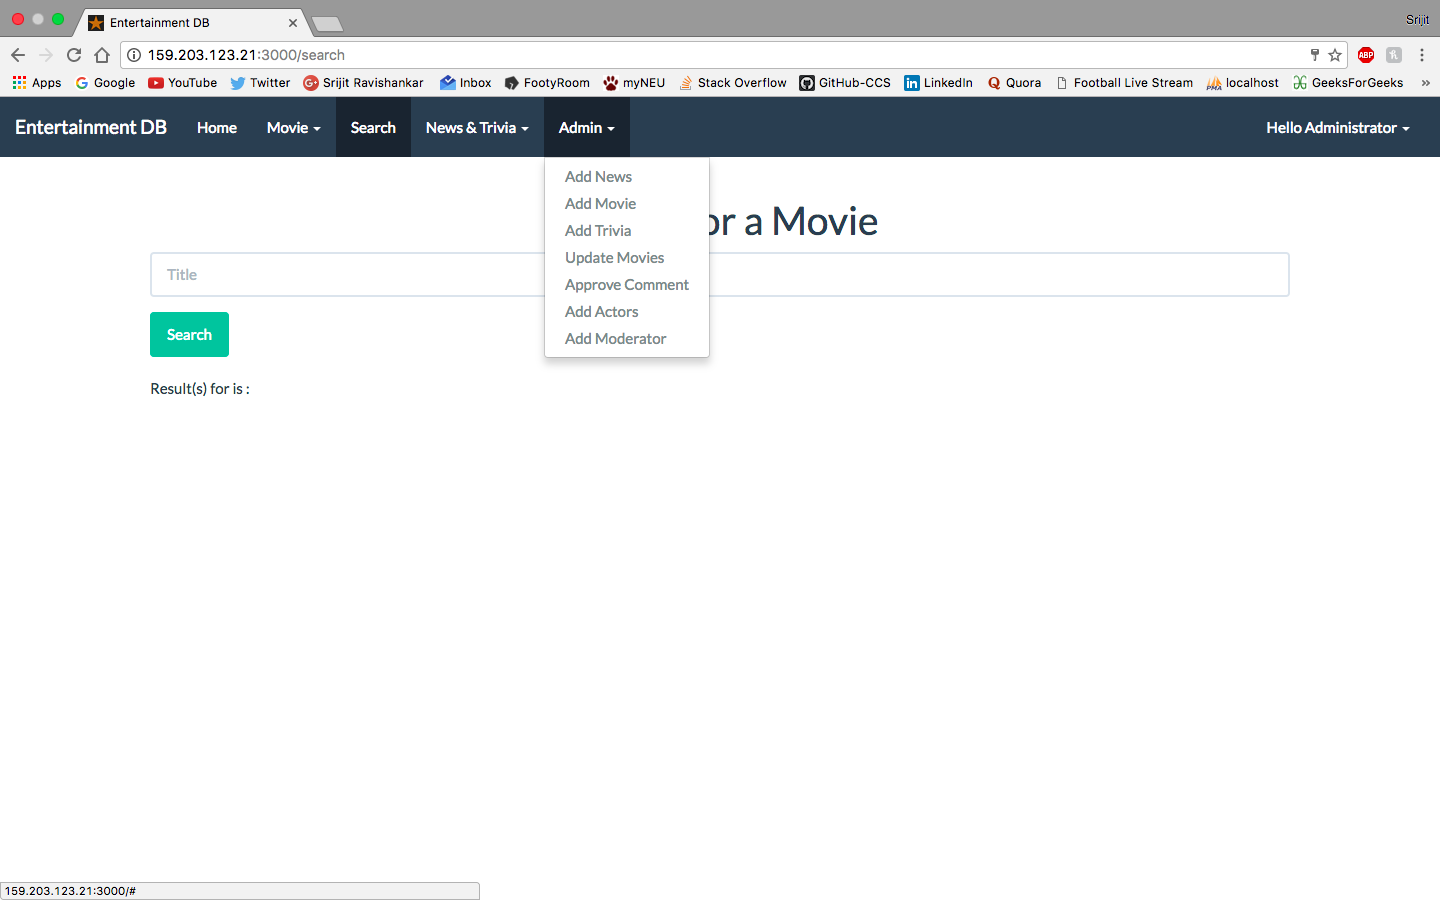 Entertainment DB
Srijit
159.203.123.21:3000/search
ABP
Apps Google YouTube Twitter Srijit Ravishankar Inbox FootyRoom myNEU Stack Overflow GitHub-CCS LinkedIn Quora Football Live Stream localhost GeeksForGeeks »
Entertainment DB Home Movie Search News & Trivia Admin Hello Administrator
Add News
Add Movie
Add Trivia
Update Movies
Approve Comment
Add Actors
Add Moderator
or a Movie
Title
Search
Result(s) for is :
159.203.123.21:3000/#